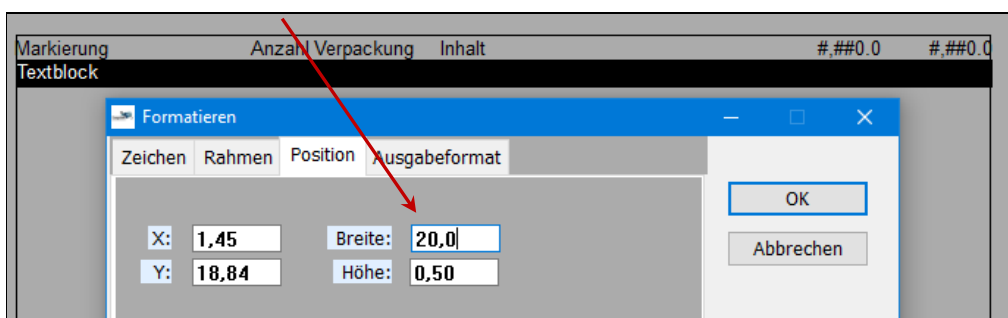 Markierung Anzahl Verpackung Inhalt #,##0.0 #,##0.0
Textblock
Formatieren
Zeichen Rahmen Position Ausgabeformat
OK
X: 1,45 Breite: 20,0
Abbrechen
Y: 18,84 Höhe: 0,50